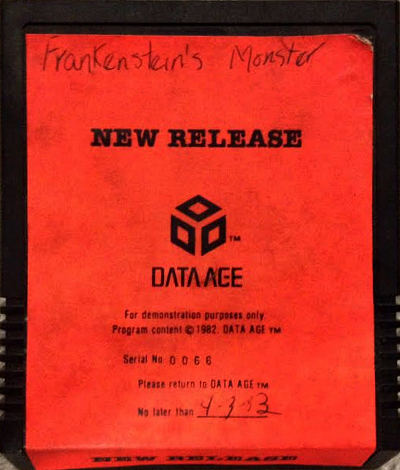 Frankenstein's Monster
NEW RELEASE
TM
DATA AGE
For demonstration purposes only.
Program content © 1982, DATA AGE TM
Serial No. 0066
Please return to DATA AGE TM
No later than 4-3-83
NEW RELEASE